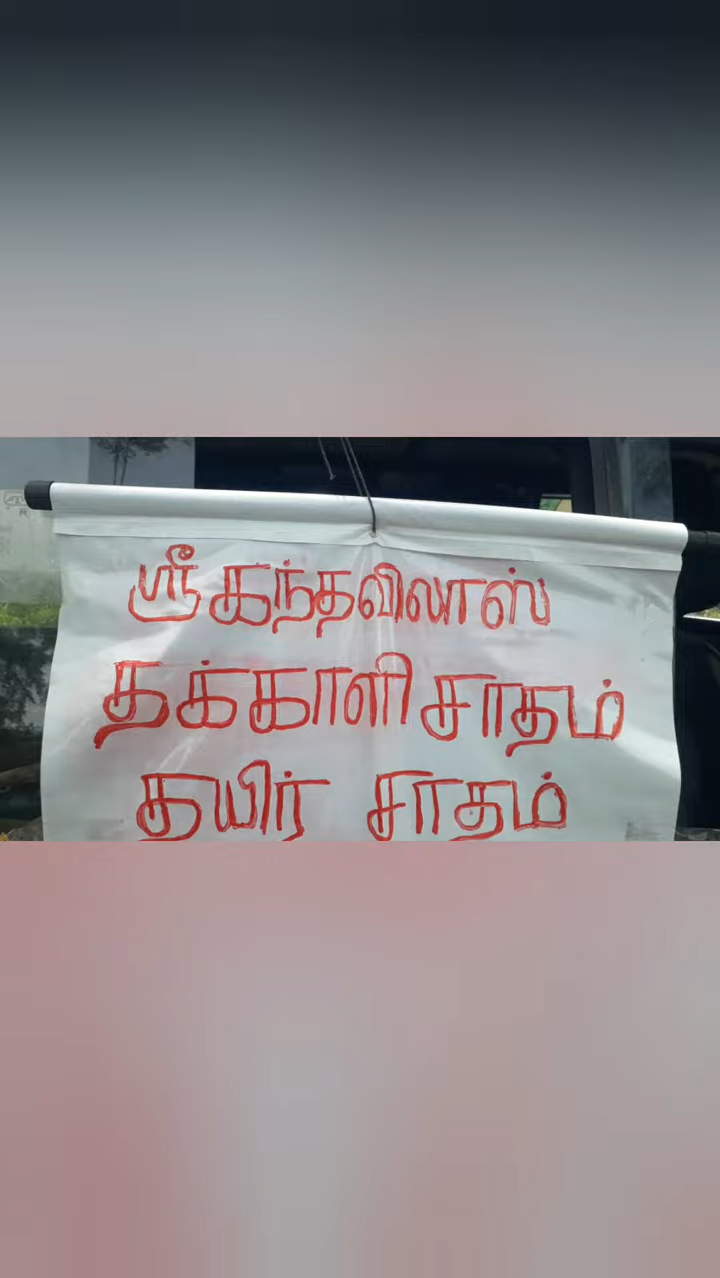 ஸ்ரீ கந்தவிலாஸ்
தக்காளி சாதம்
தயிர் சாதம்